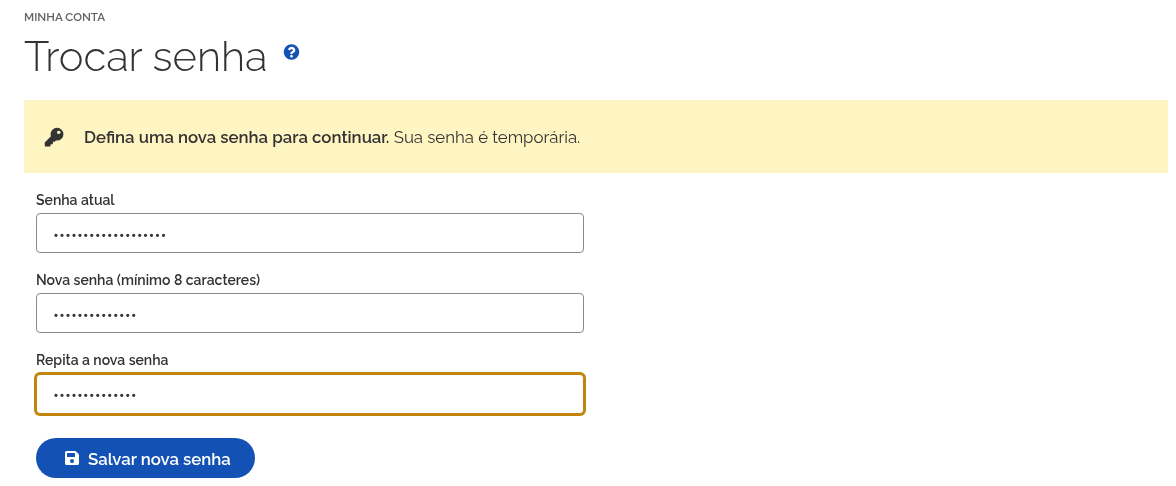 MINHA CONTA
Trocar senha ?
Defina uma nova senha para continuar. Sua senha é temporária.
Senha atual
•••••••••••••••••••
Nova senha (mínimo 8 caracteres)
••••••••••••••
Repita a nova senha
••••••••••••••
Salvar nova senha